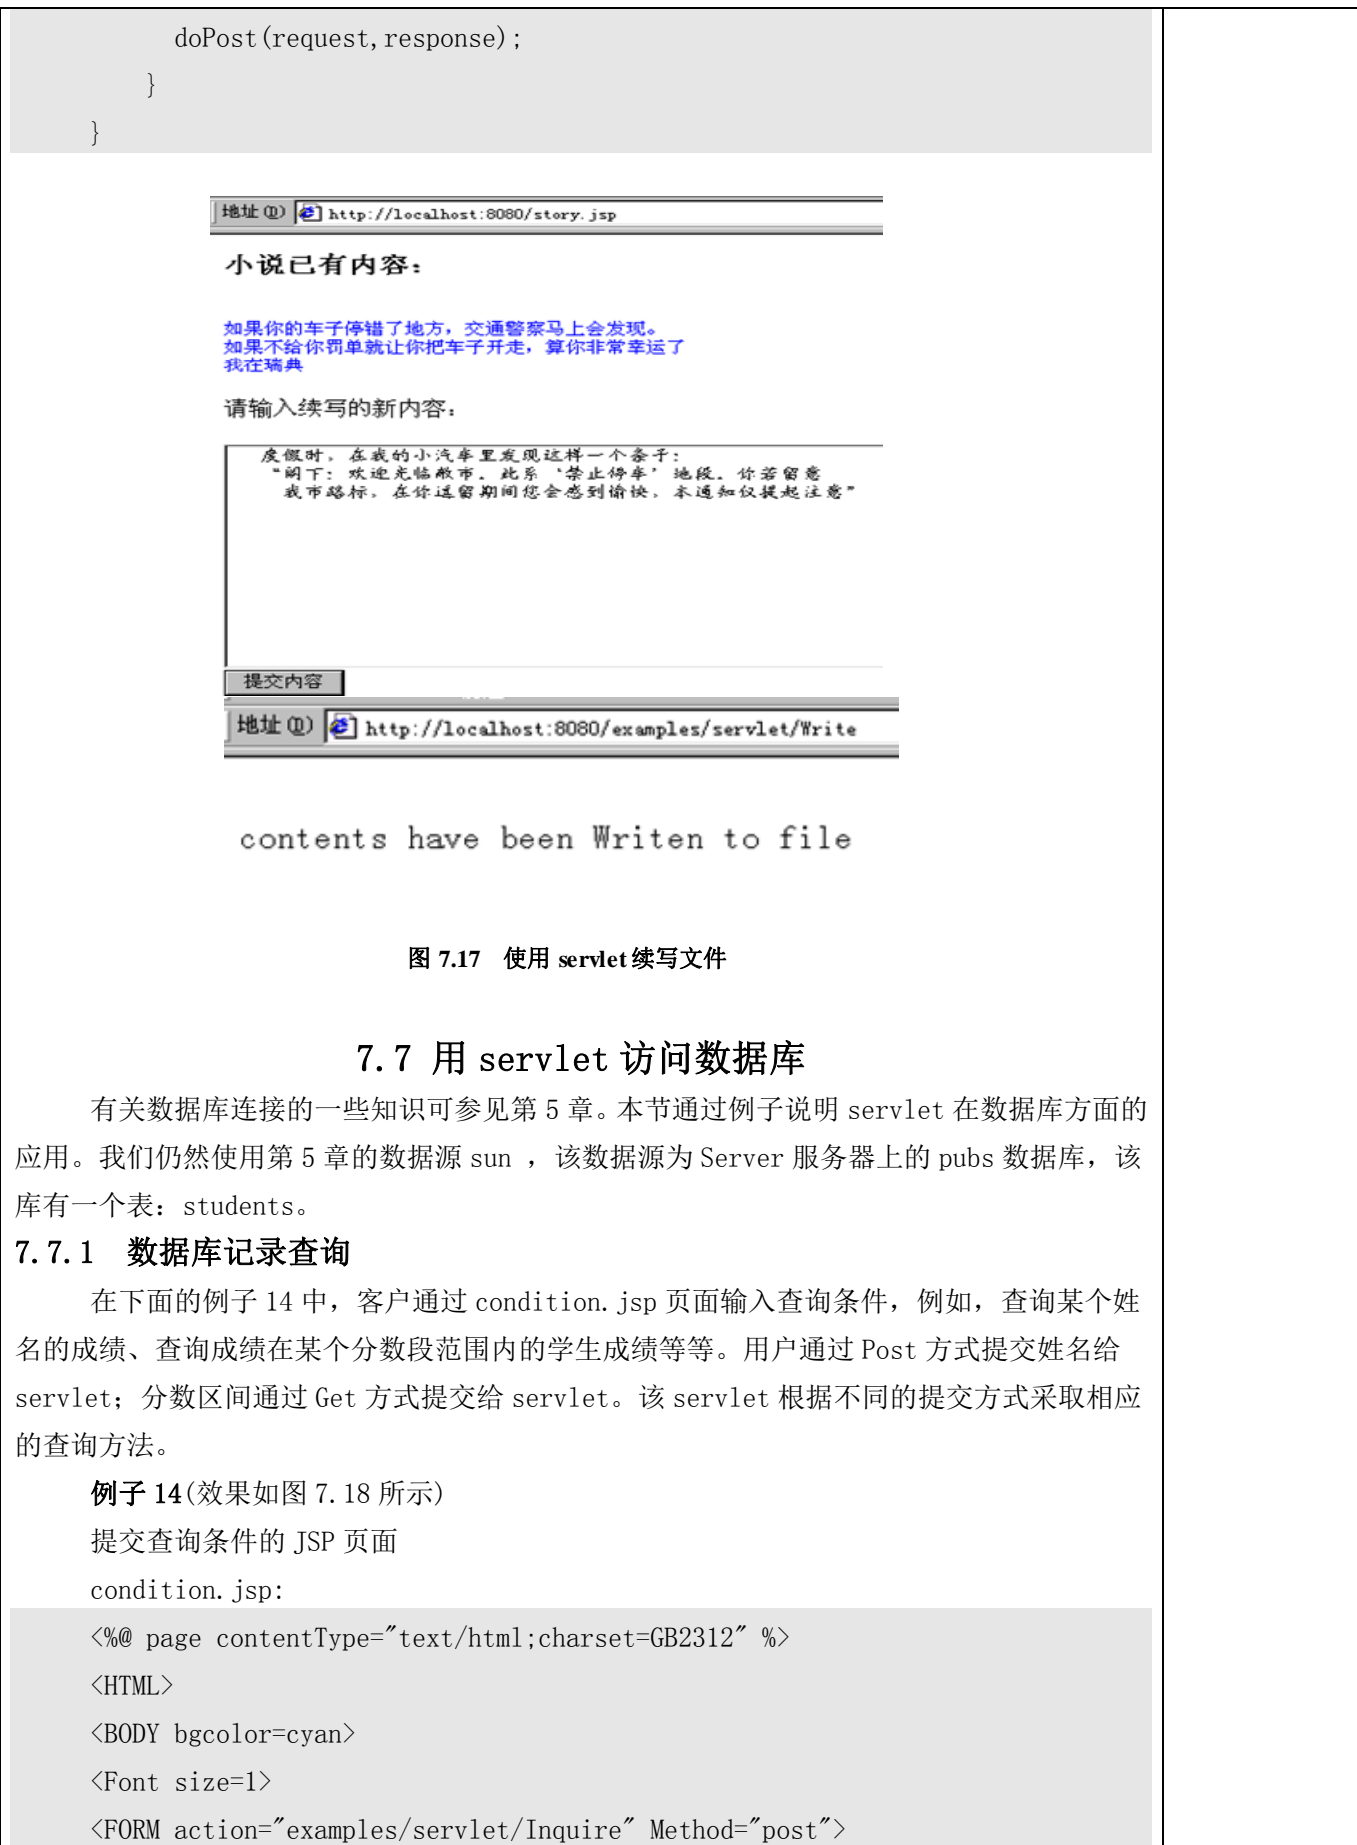 doPost(request,response);
}
}
地址(D) http://localhost:8080/story.jsp
小说已有内容：
如果你的车子停错了地方，交通警察马上会发现。
如果不给你罚单就让你把车子开走，算你非常幸运了
我在瑞典
请输入续写的新内容：
度假时，在我的小汽车里发现这样一个条子：
“阁下：欢迎光临敝市。此系‘禁止停车’地段。你若留意
我市路标，在你逗留期间您会感到愉快，本通知仅提起注意”
提交内容
地址(D) http://localhost:8080/examples/servlet/Write
contents have been Writen to file
图 7.17 使用 servlet 续写文件
7.7 用 servlet 访问数据库
有关数据库连接的一些知识可参见第 5 章。本节通过例子说明 servlet 在数据库方面的
应用。我们仍然使用第 5 章的数据源 sun ，该数据源为 Server 服务器上的 pubs 数据库，该
库有一个表：students。
7.7.1 数据库记录查询
在下面的例子 14 中，客户通过 condition.jsp 页面输入查询条件，例如，查询某个姓
名的成绩、查询成绩在某个分数段范围内的学生成绩等等。用户通过 Post 方式提交姓名给
servlet；分数区间通过 Get 方式提交给 servlet。该 servlet 根据不同的提交方式采取相应
的查询方法。
例子 14(效果如图 7.18 所示)
提交查询条件的 JSP 页面
condition.jsp:
<%@ page contentType="text/html;charset=GB2312" %>
<HTML>
<BODY bgcolor=cyan>
<Font size=1>
<FORM action="examples/servlet/Inquire" Method="post">